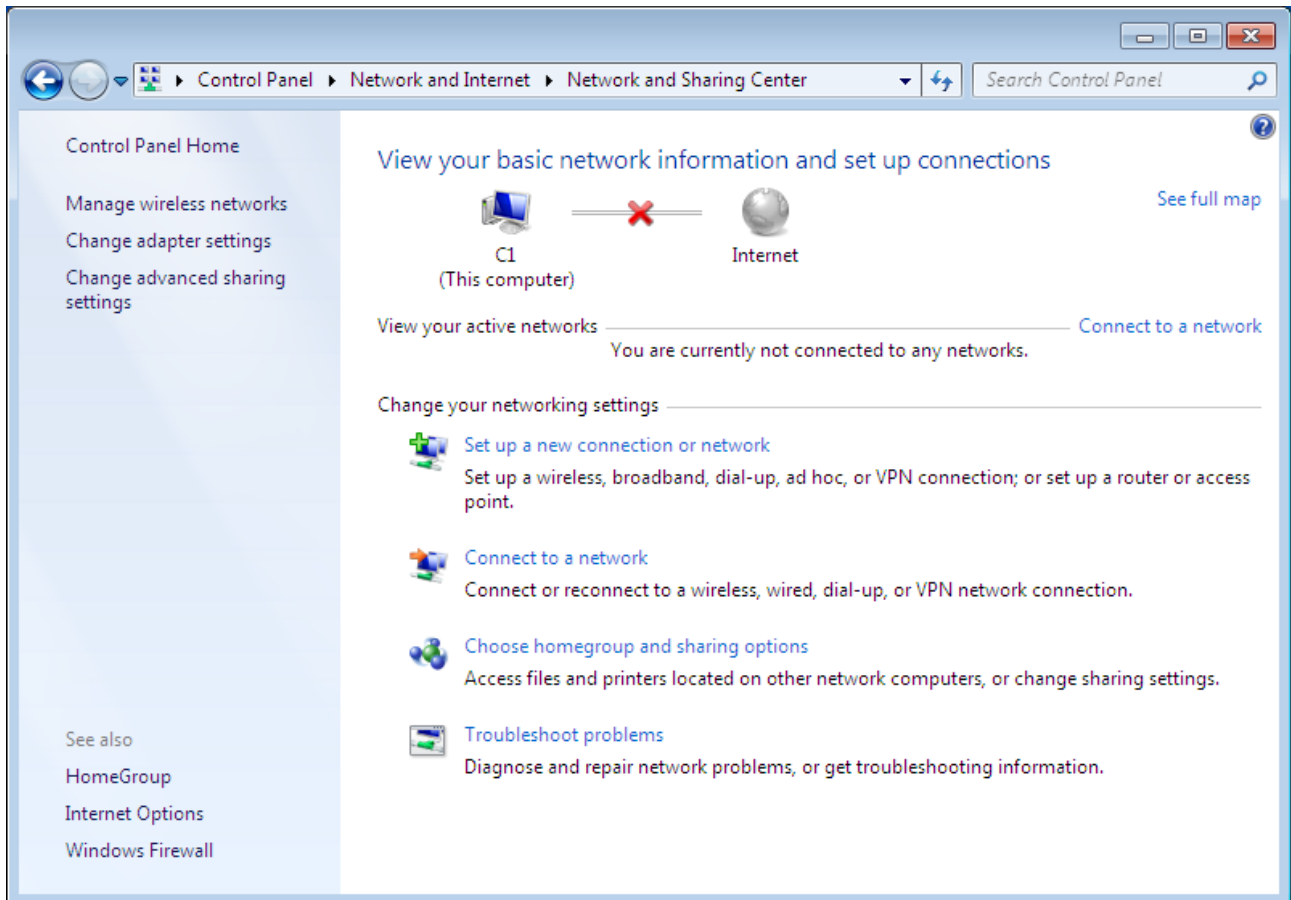 Control Panel Network and Internet Network and Sharing Center Search Control Panel
Control Panel Home
Manage wireless networks
Change adapter settings
Change advanced sharing
settings
See also
HomeGroup
Internet Options
Windows Firewall
View your basic network information and set up connections
See full map
C1 Internet
(This computer)
View your active networks Connect to a network
You are currently not connected to any networks.
Change your networking settings
Set up a new connection or network
Set up a wireless, broadband, dial-up, ad hoc, or VPN connection; or set up a router or access
point.
Connect to a network
Connect or reconnect to a wireless, wired, dial-up, or VPN network connection.
Choose homegroup and sharing options
Access files and printers located on other network computers, or change sharing settings.
Troubleshoot problems
Diagnose and repair network problems, or get troubleshooting information.